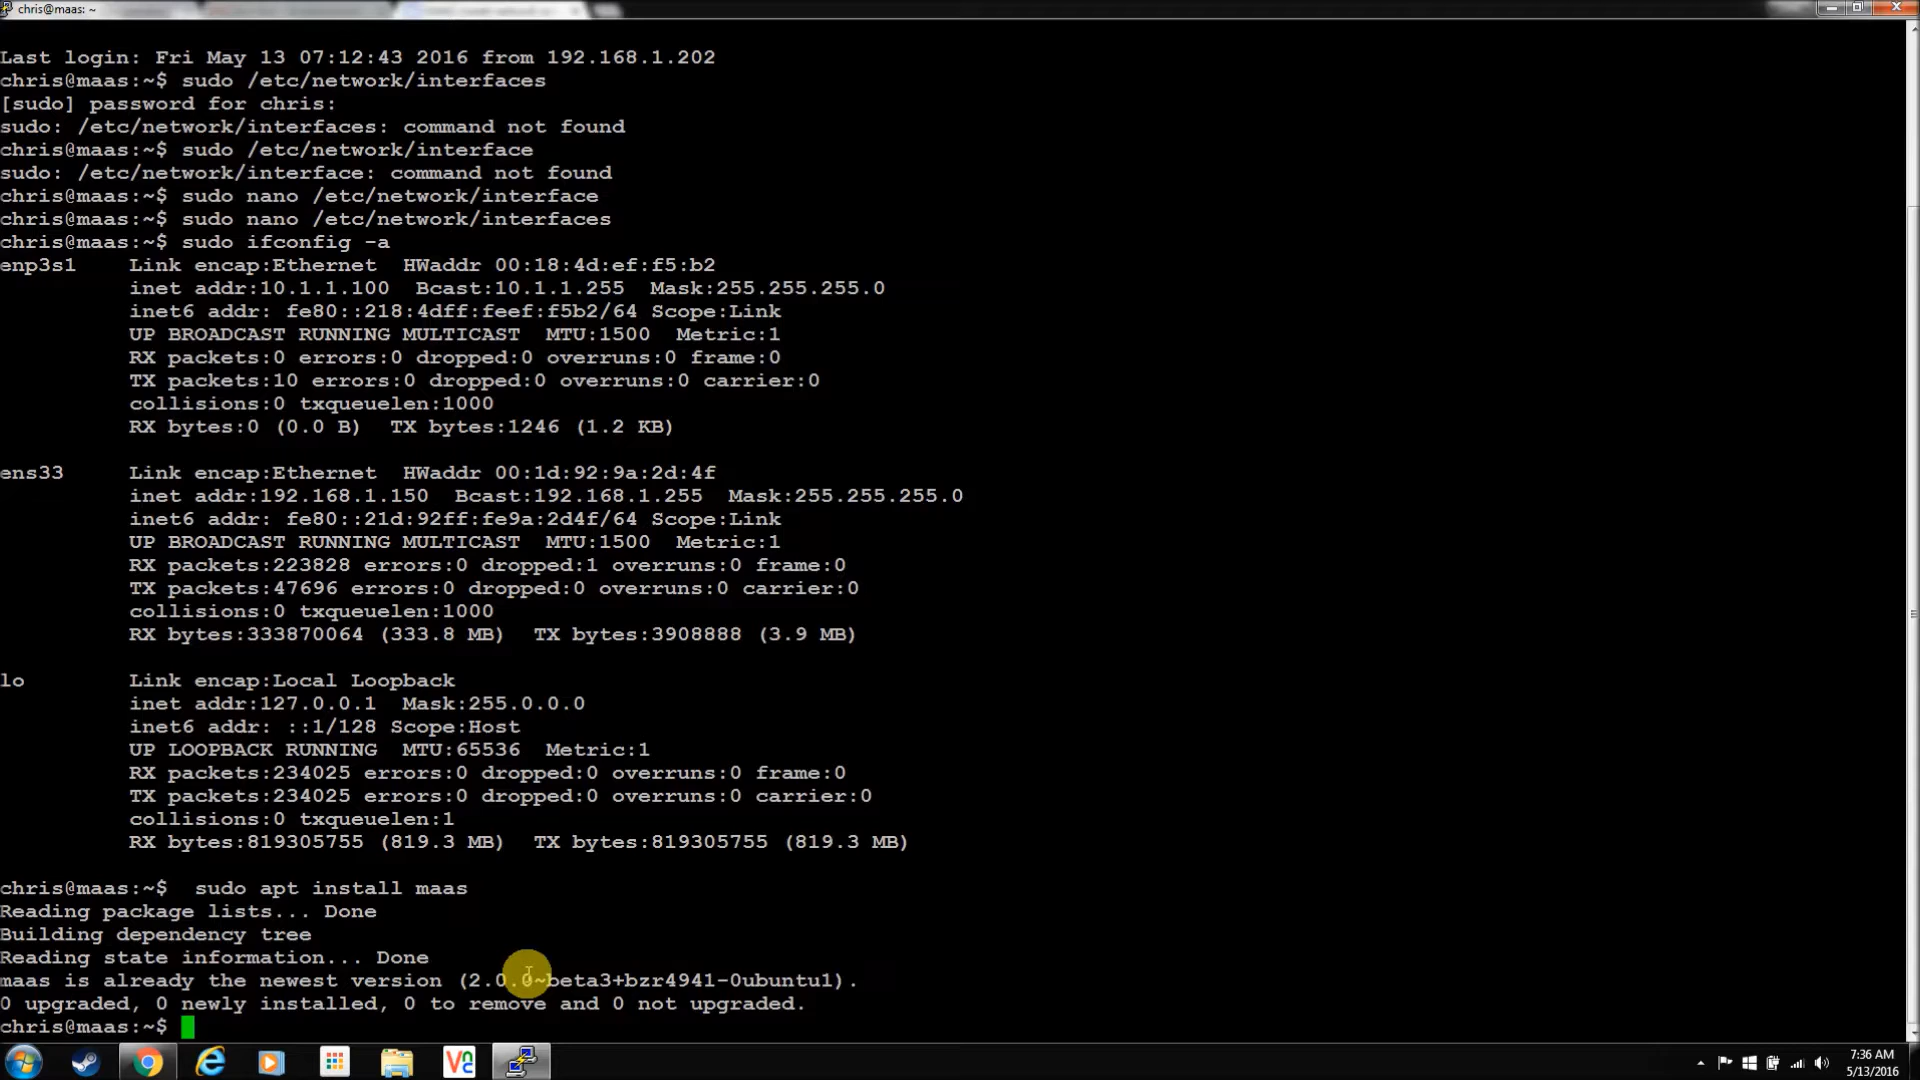 chris@maas: ~
Last login: Fri May 13 07:12:43 2016 from 192.168.1.202
chris@maas:~$ sudo /etc/network/interfaces
[sudo] password for chris:
sudo: /etc/network/interfaces: command not found
chris@maas:~$ sudo /etc/network/interface
sudo: /etc/network/interface: command not found
chris@maas:~$ sudo nano /etc/network/interface
chris@maas:~$ sudo nano /etc/network/interfaces
chris@maas:~$ sudo ifconfig -a
enp3s1    Link encap:Ethernet  HWaddr 00:18:4d:ef:f5:b2
          inet addr:10.1.1.100  Bcast:10.1.1.255  Mask:255.255.255.0
          inet6 addr: fe80::218:4dff:feef:f5b2/64 Scope:Link
          UP BROADCAST RUNNING MULTICAST  MTU:1500  Metric:1
          RX packets:0 errors:0 dropped:0 overruns:0 frame:0
          TX packets:10 errors:0 dropped:0 overruns:0 carrier:0
          collisions:0 txqueuelen:1000
          RX bytes:0 (0.0 B)  TX bytes:1246 (1.2 KB)
ens33     Link encap:Ethernet  HWaddr 00:1d:92:9a:2d:4f
          inet addr:192.168.1.150  Bcast:192.168.1.255  Mask:255.255.255.0
          inet6 addr: fe80::21d:92ff:fe9a:2d4f/64 Scope:Link
          UP BROADCAST RUNNING MULTICAST  MTU:1500  Metric:1
          RX packets:223828 errors:0 dropped:1 overruns:0 frame:0
          TX packets:47696 errors:0 dropped:0 overruns:0 carrier:0
          collisions:0 txqueuelen:1000
          RX bytes:333870064 (333.8 MB)  TX bytes:3908888 (3.9 MB)
lo        Link encap:Local Loopback
          inet addr:127.0.0.1  Mask:255.0.0.0
          inet6 addr: ::1/128 Scope:Host
          UP LOOPBACK RUNNING  MTU:65536  Metric:1
          RX packets:234025 errors:0 dropped:0 overruns:0 frame:0
          TX packets:234025 errors:0 dropped:0 overruns:0 carrier:0
          collisions:0 txqueuelen:1
          RX bytes:819305755 (819.3 MB)  TX bytes:819305755 (819.3 MB)
chris@maas:~$  sudo apt install maas
Reading package lists... Done
Building dependency tree
Reading state information... Done
maas is already the newest version (2.0.0~beta3+bzr4941-0ubuntu1).
0 upgraded, 0 newly installed, 0 to remove and 0 not upgraded.
chris@maas:~$
7:36 AM
5/13/2016